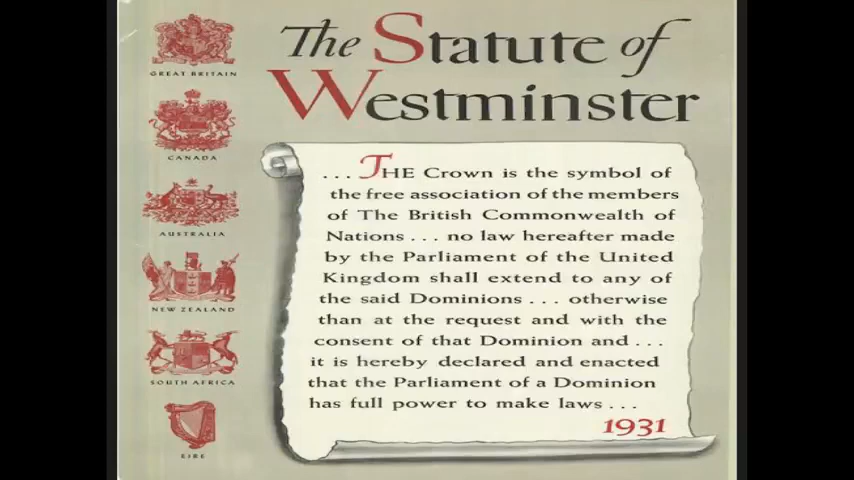 The Statute of
Westminster
GREAT BRITAIN
CANADA
AUSTRALIA
NEW ZEALAND
SOUTH AFRICA
EIRE
... THE Crown is the symbol of
the free association of the members
of The British Commonwealth of
Nations ... no law hereafter made
by the Parliament of the United
Kingdom shall extend to any of
the said Dominions ... otherwise
than at the request and with the
consent of that Dominion and ...
it is hereby declared and enacted
that the Parliament of a Dominion
has full power to make laws ...
1931